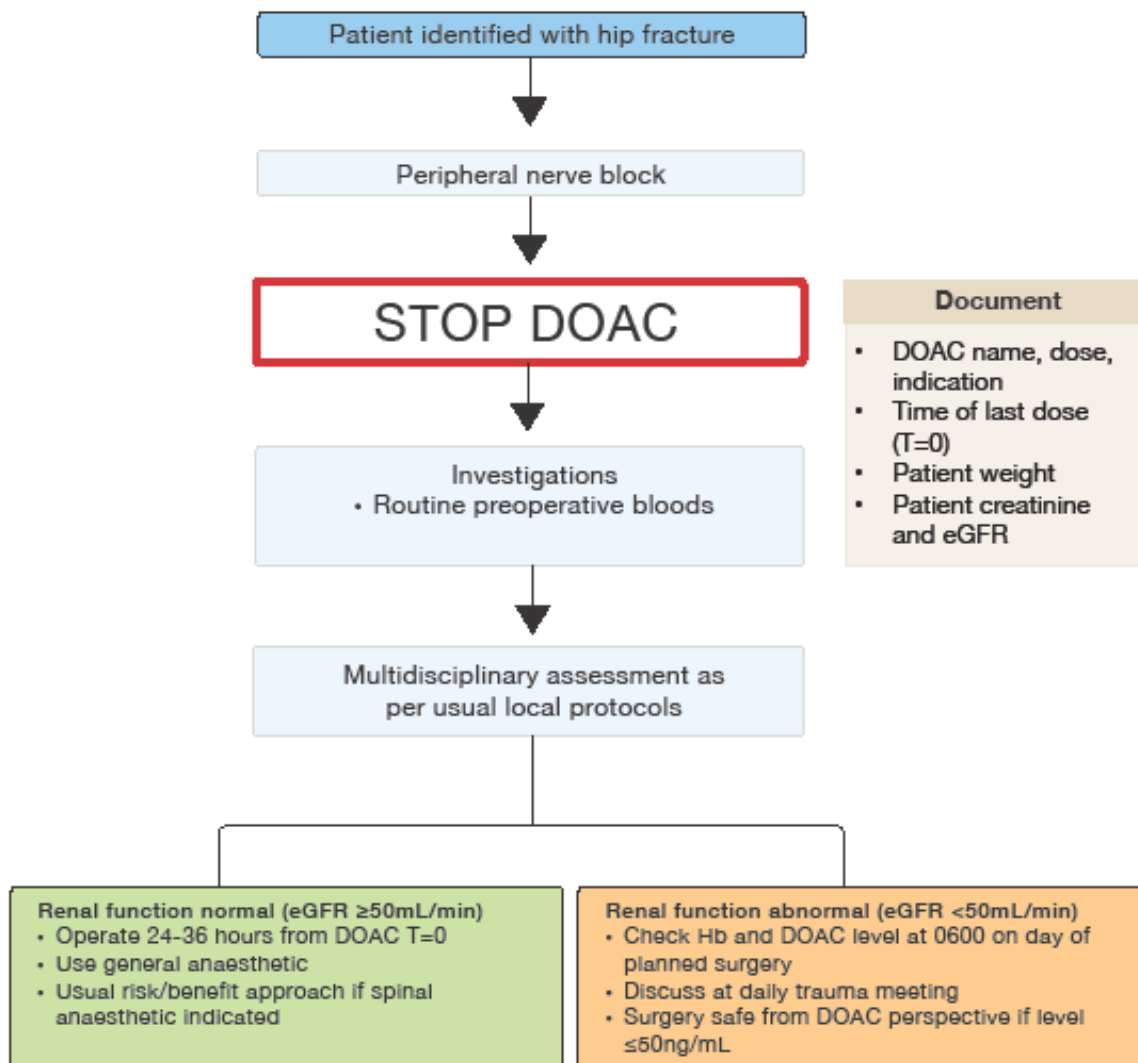 Patient identified with hip fracture
Peripheral nerve block
STOP DOAC
Document
• DOAC name, dose,
indication
• Time of last dose
(T=0)
• Patient weight
• Patient creatinine
and eGFR
Investigations
• Routine preoperative bloods
Multidisciplinary assessment as
per usual local protocols
Renal function normal (eGFR ≥50mL/min)
• Operate 24-36 hours from DOAC T=0
• Use general anaesthetic
• Usual risk/benefit approach if spinal
anaesthetic indicated
Renal function abnormal (eGFR <50mL/min)
• Check Hb and DOAC level at 0600 on day of
planned surgery
• Discuss at daily trauma meeting
• Surgery safe from DOAC perspective if level
≤50ng/mL